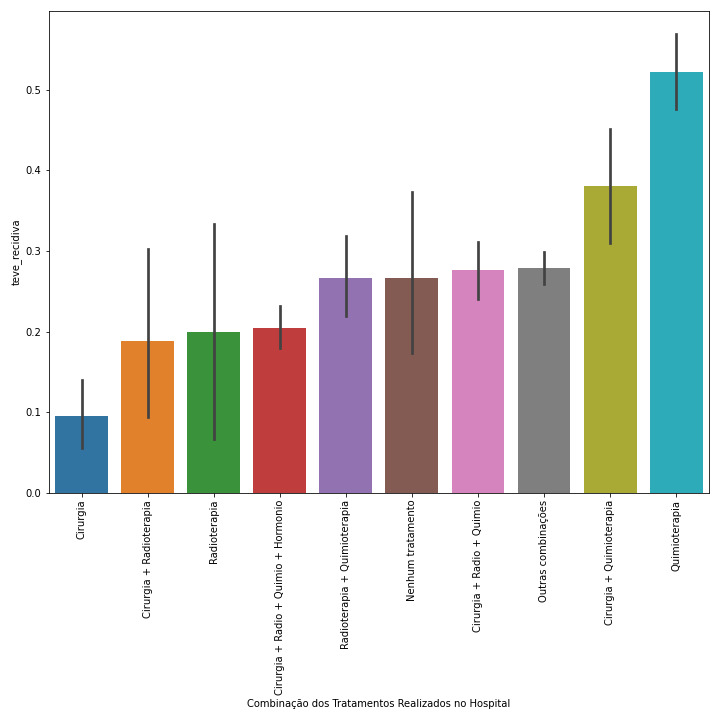 0.5
0.4
0.3
0.2
0.1
0.0
teve_recidiva
Cirurgia
Cirurgia + Radioterapia
Radioterapia
Cirurgia + Radio + Quimio + Hormonio
Radioterapia + Quimioterapia
Nenhum tratamento
Cirurgia + Radio + Quimio
Outras combinações
Cirurgia + Quimioterapia
Quimioterapia
Combinação dos Tratamentos Realizados no Hospital